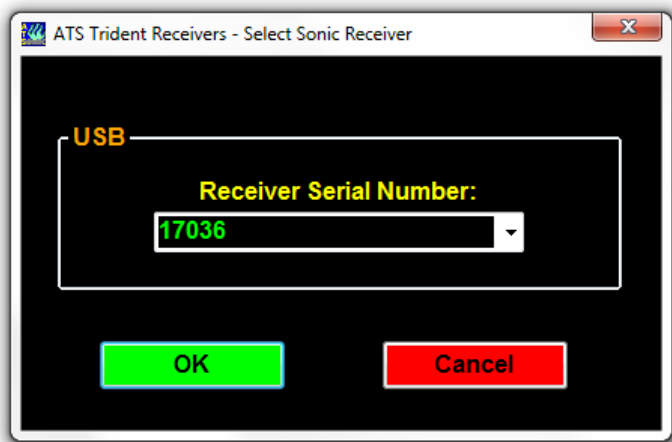 ATS Trident Receivers - Select Sonic Receiver
USB
Receiver Serial Number:
17036
OK
Cancel